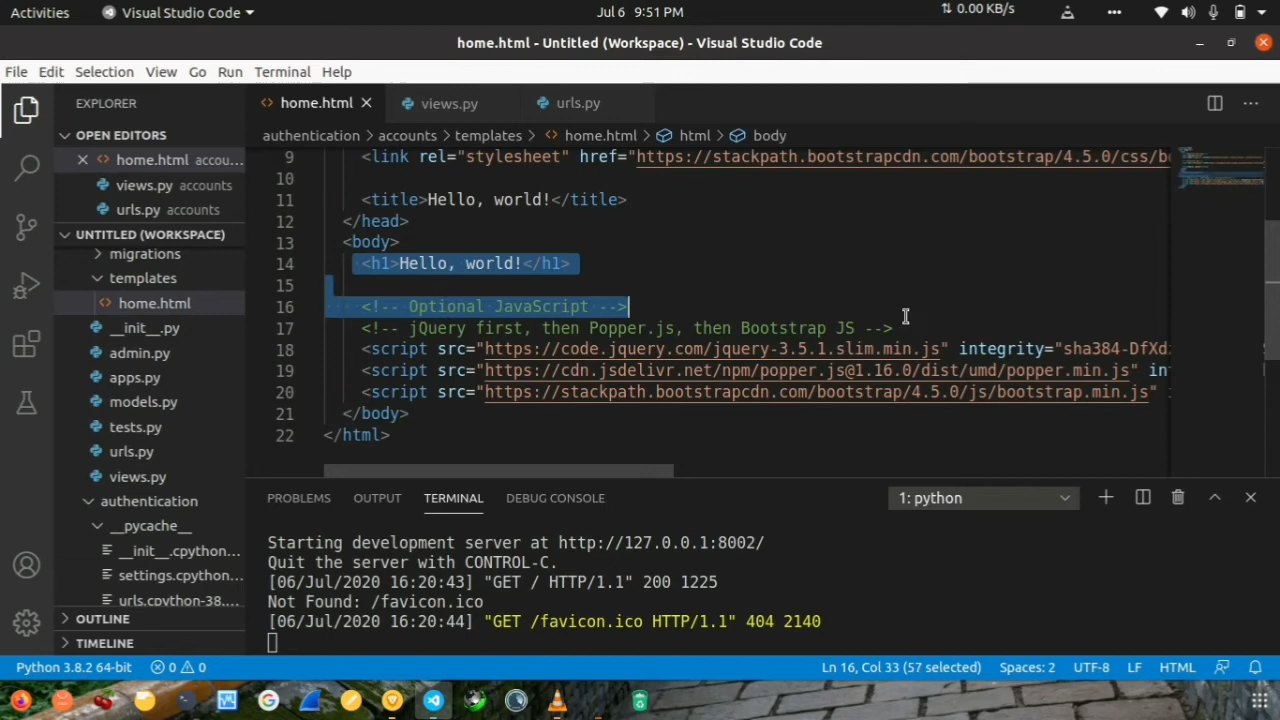 Activities
Visual Studio Code
Jul 6 9:51 PM
0.00 KB/s
home.html - Untitled (Workspace) - Visual Studio Code
File Edit Selection View Go Run Terminal Help
EXPLORER
OPEN EDITORS
home.html accou...
views.py accounts
urls.py accounts
UNTITLED (WORKSPACE)
migrations
templates
home.html
__init__.py
admin.py
apps.py
models.py
tests.py
urls.py
views.py
authentication
__pycache__
__init__.cpython...
settings.cpython...
urls.cpython-38....
OUTLINE
TIMELINE
home.html
views.py
urls.py
authentication > accounts > templates > home.html > html > body
9 <link rel="stylesheet" href="https://stackpath.bootstrapcdn.com/bootstrap/4.5.0/css/bo
10
11 <title>Hello, world!</title>
12 </head>
13 <body>
14 <h1>Hello, world!</h1>
15
16 <!-- Optional JavaScript -->
17 <!-- jQuery first, then Popper.js, then Bootstrap JS -->
18 <script src="https://code.jquery.com/jquery-3.5.1.slim.min.js" integrity="sha384-DfXd
19 <script src="https://cdn.jsdelivr.net/npm/popper.js@1.16.0/dist/umd/popper.min.js" int
20 <script src="https://stackpath.bootstrapcdn.com/bootstrap/4.5.0/js/bootstrap.min.js"
21 </body>
22 </html>
PROBLEMS OUTPUT TERMINAL DEBUG CONSOLE
1: python
Starting development server at http://127.0.0.1:8002/
Quit the server with CONTROL-C.
[06/Jul/2020 16:20:43] "GET / HTTP/1.1" 200 1225
Not Found: /favicon.ico
[06/Jul/2020 16:20:44] "GET /favicon.ico HTTP/1.1" 404 2140
Python 3.8.2 64-bit
0 0
Ln 16, Col 33 (57 selected)
Spaces: 2
UTF-8
LF
HTML